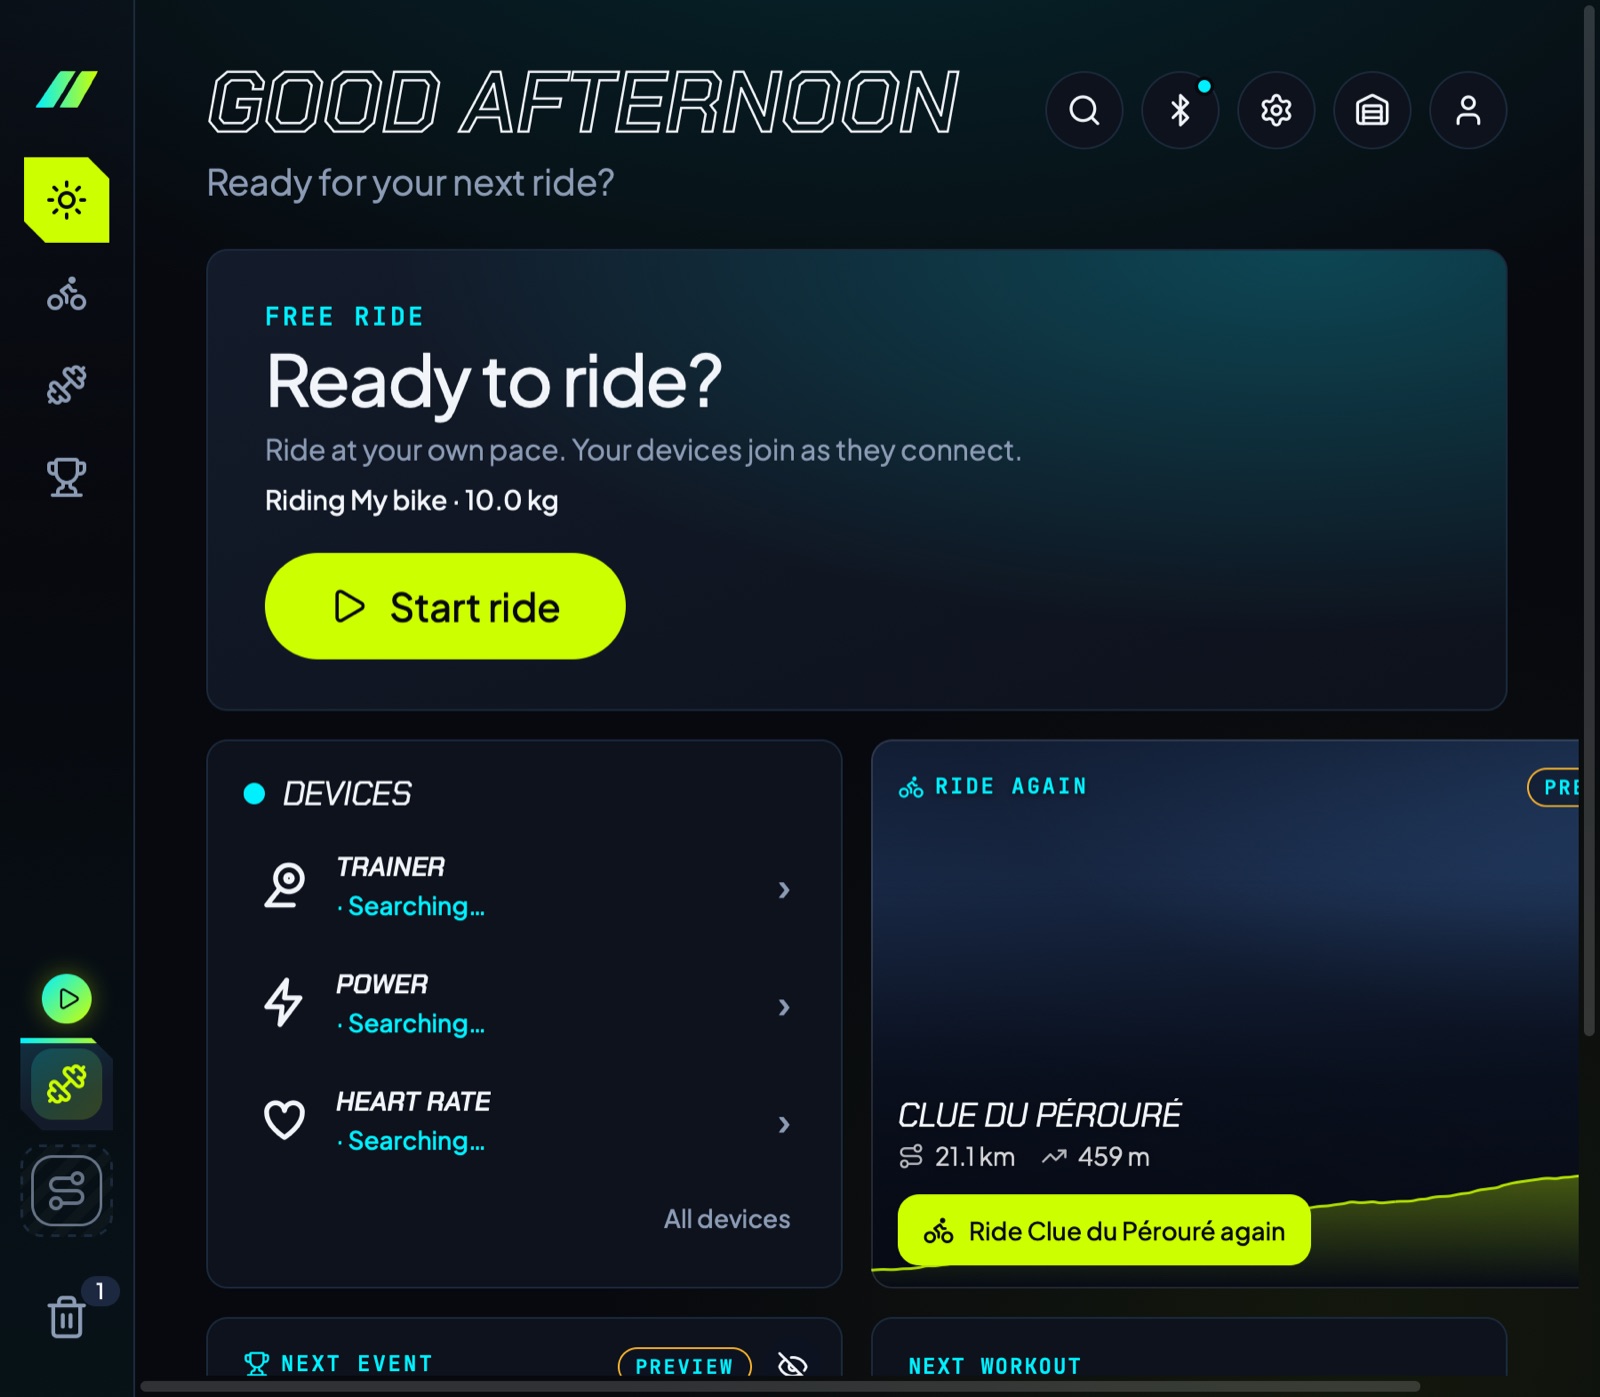 GOOD AFTERNOON
Ready for your next ride?
FREE RIDE
Ready to ride?
Ride at your own pace. Your devices join as they connect.
Riding My bike · 10.0 kg
Start ride
DEVICES
TRAINER
· Searching...
POWER
· Searching...
HEART RATE
· Searching...
All devices
RIDE AGAIN
PRE
CLUE DU PÉROURÉ
21.1 km 459 m
Ride Clue du Pérouré again
1
NEXT EVENT
PREVIEW
NEXT WORKOUT